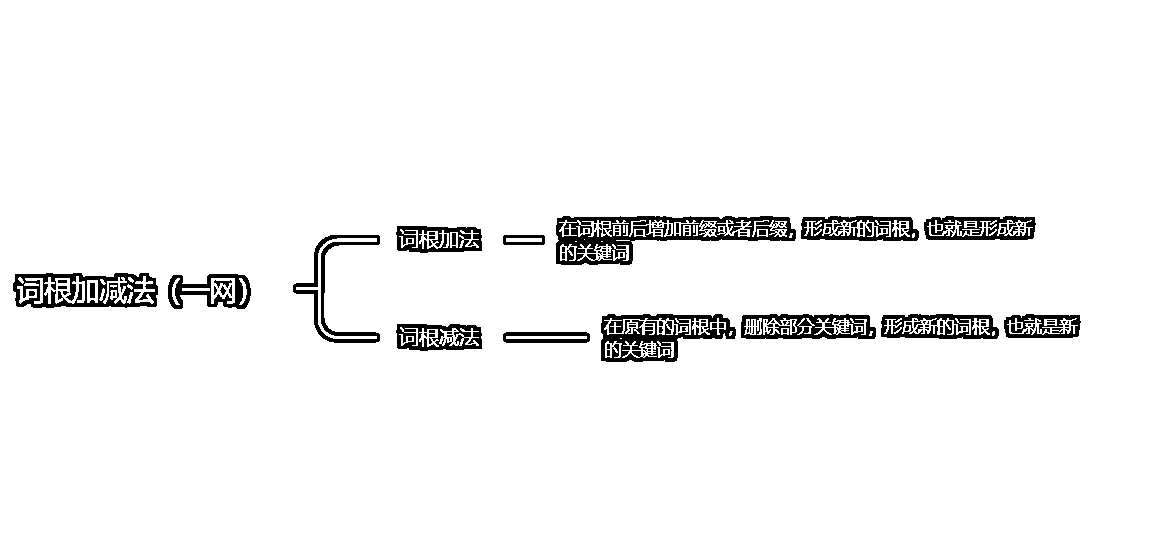 词根加减法（一网）
词根加法
在词根前后增加前缀或者后缀，形成新的词根，也就是形成新
的关键词
词根减法
在原有的词根中，删除部分关键词，形成新的词根，也就是新
的关键词